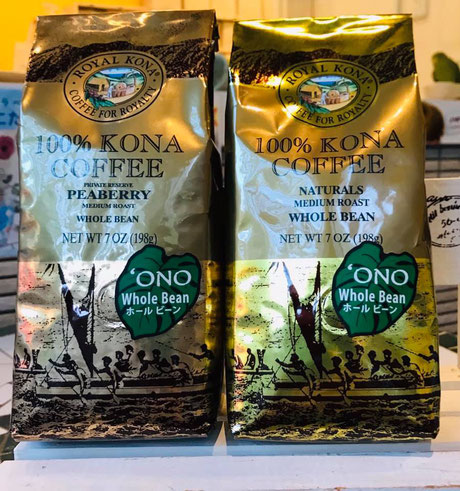 ROYAL KONA
COFFEE FOR ROYALTY
100% KONA
COFFEE
PRIVATE RESERVE
PEABERRY
MEDIUM ROAST
WHOLE BEAN
NET WT 7 OZ (198g)
'ONO
Whole Bean
ホール ビーン
ROYAL KONA
COFFEE FOR ROYALTY
100% KONA
COFFEE
NATURALS
MEDIUM ROAST
WHOLE BEAN
NET WT 7 OZ (198g)
'ONO
Whole Bean
ホール ビーン